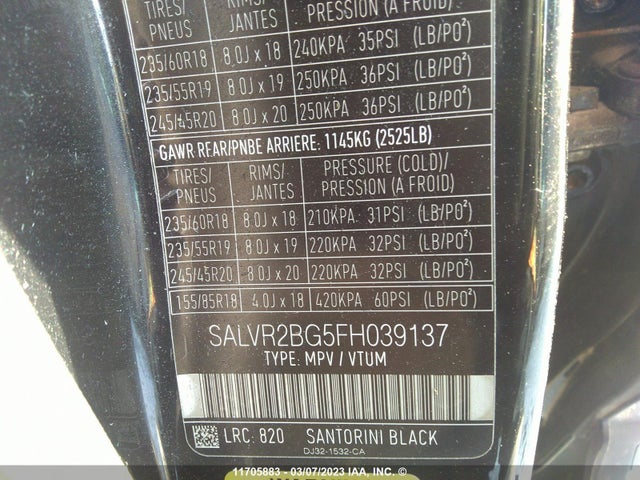 TIRES/ PNEUS RIMS/ JANTES PRESSURE (COLD)/ PRESSION (A FROID)
235/60R18 8.0J x 18 240KPA 35PSI (LB/PO²)
235/55R19 8.0J x 19 250KPA 36PSI (LB/PO²)
245/45R20 8.0J x 20 250KPA 36PSI (LB/PO²)
GAWR REAR/PNBE ARRIERE: 1145KG (2525LB)
TIRES/ PNEUS RIMS/ JANTES PRESSURE (COLD)/ PRESSION (A FROID)
235/60R18 8.0J x 18 210KPA 31PSI (LB/PO²)
235/55R19 8.0J x 19 220KPA 32PSI (LB/PO²)
245/45R20 8.0J x 20 220KPA 32PSI (LB/PO²)
155/85R18 4.0J x 18 420KPA 60PSI (LB/PO²)
SALVR2BG5FH039137
TYPE: MPV / VTUM
LRC: 820 SANTORINI BLACK
DJ32-1532-CA
11705883 - 03/07/2023 IAA, INC. ©